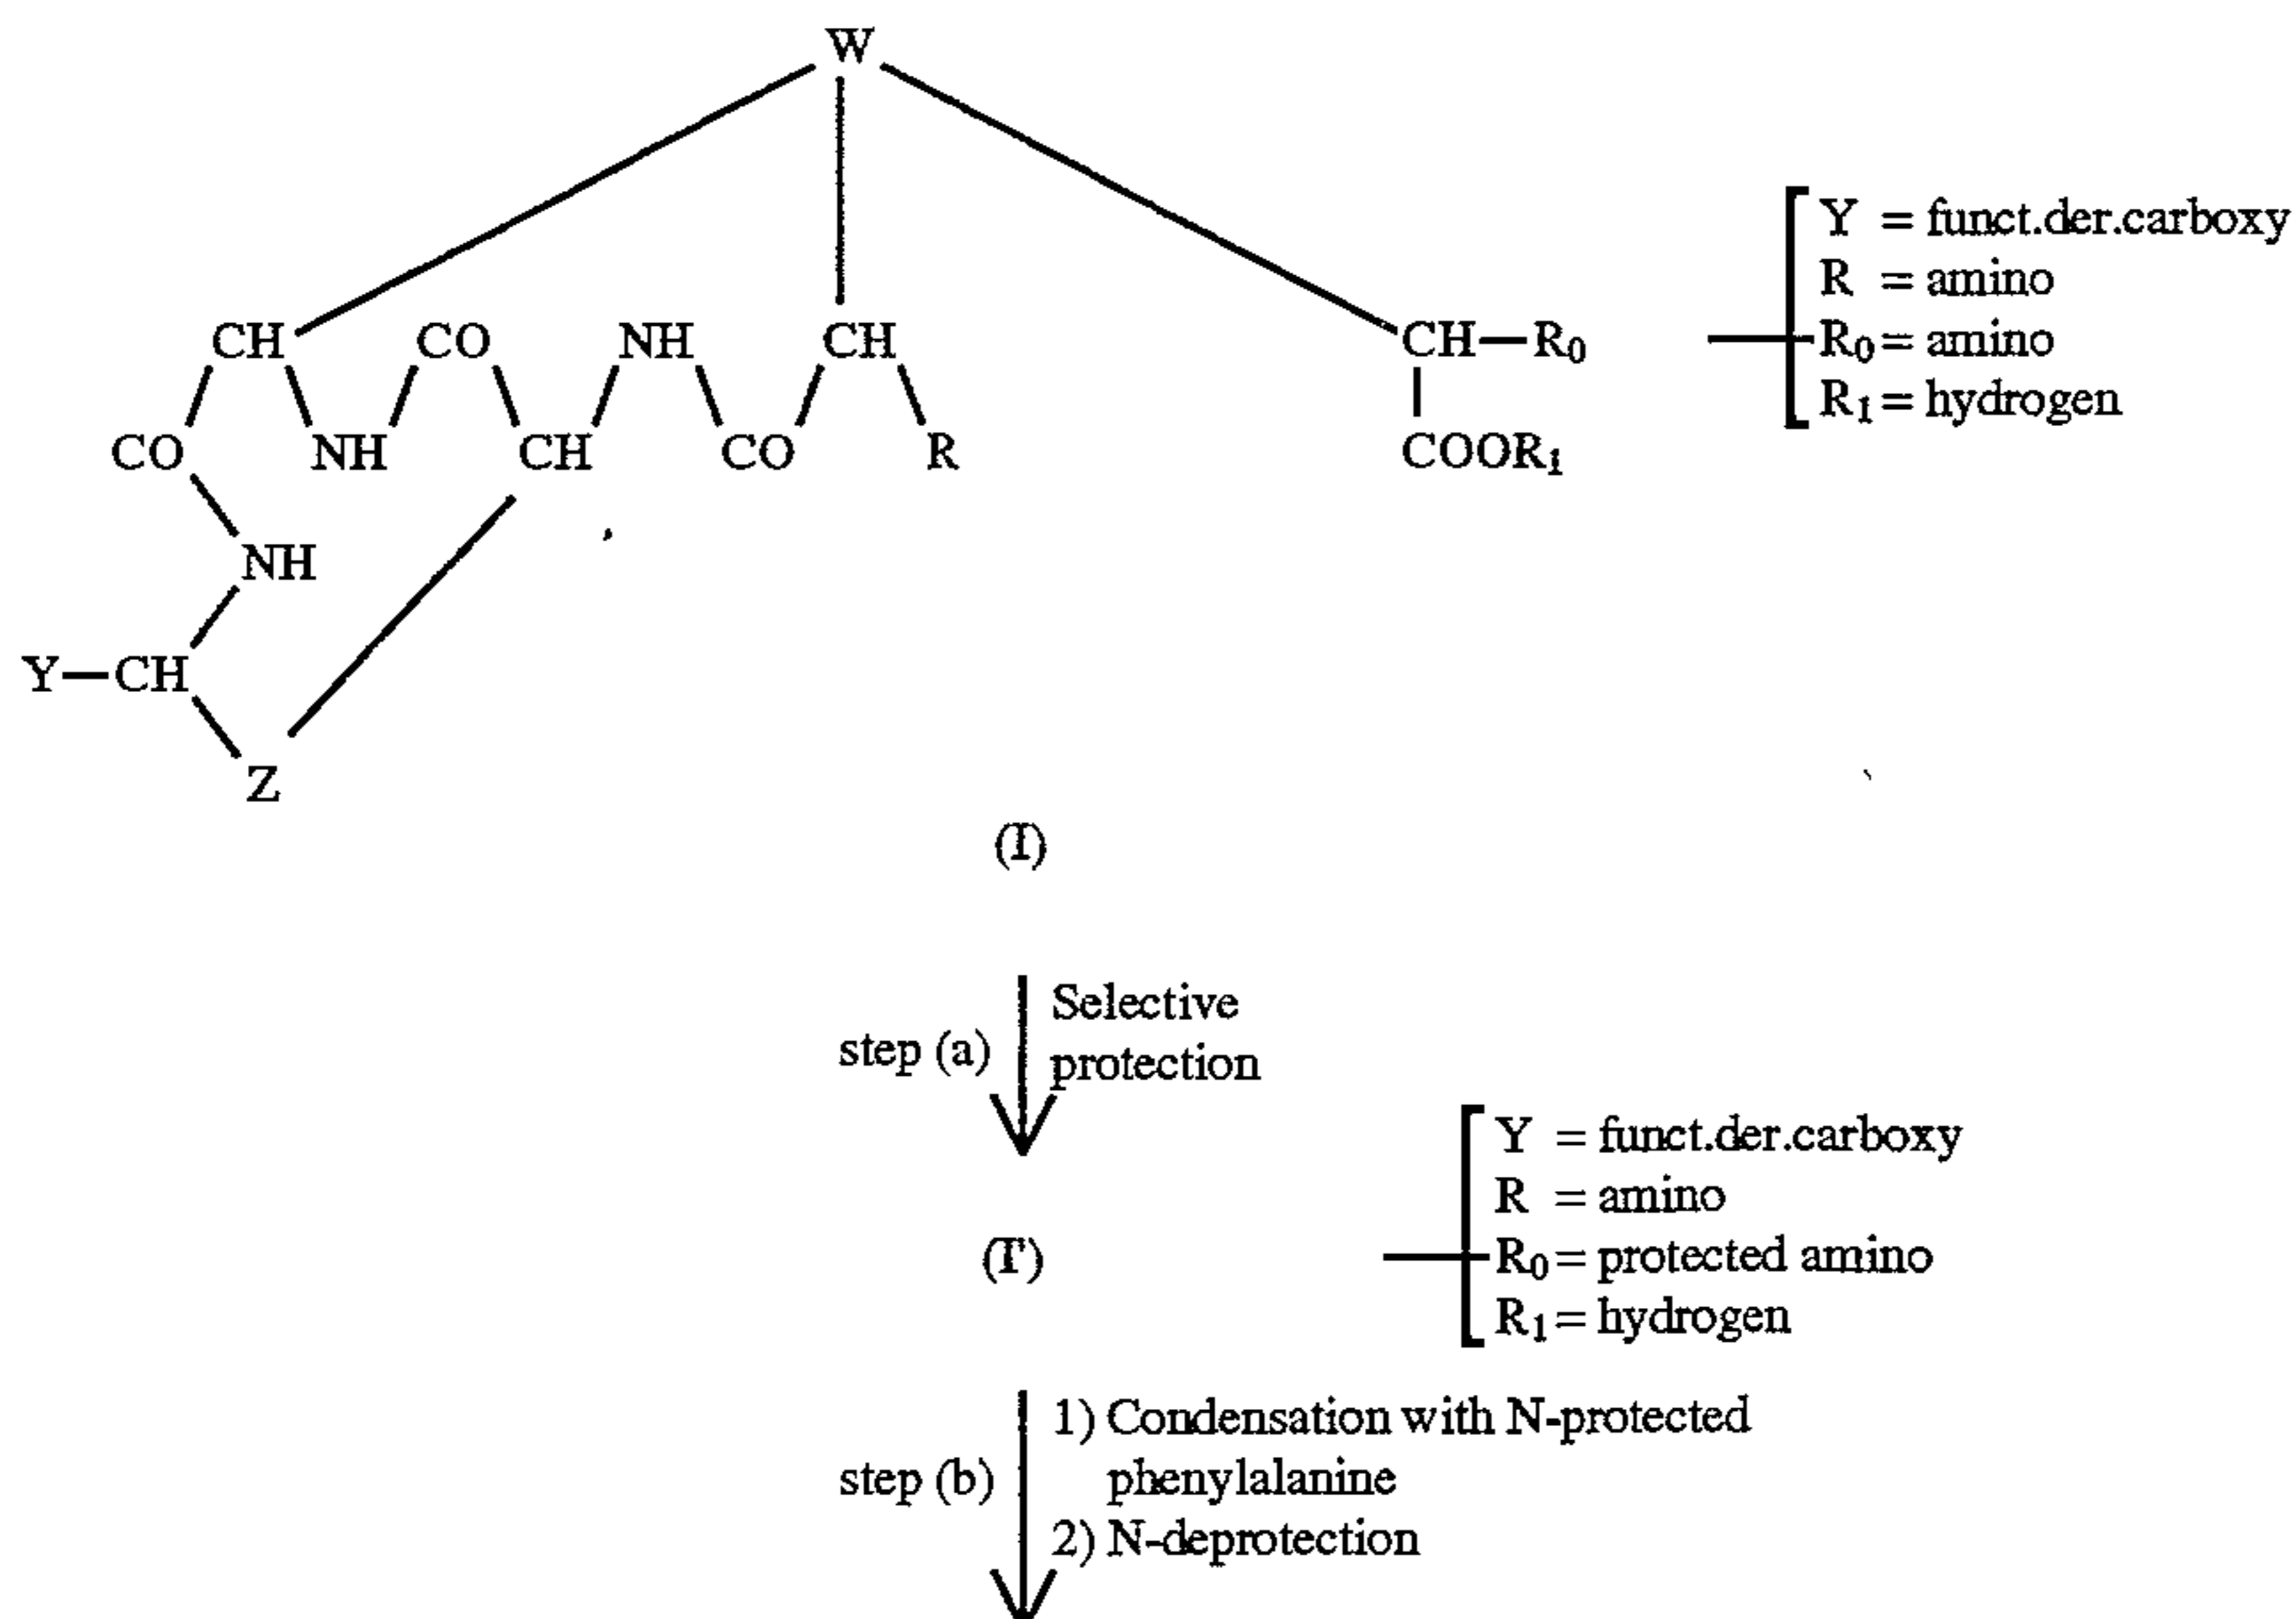 W
CH CO NH CH CH—R0
CO NH CH CO R COOR1
NH
Y—CH
Z
Y = funct.der.carboxy
R = amino
R0 = amino
R1 = hydrogen
(I)
step (a)
Selective
protection
(I')
Y = funct.der.carboxy
R = amino
R0 = protected amino
R1 = hydrogen
step (b)
1) Condensation with N-protected
phenylalanine
2) N-deprotection